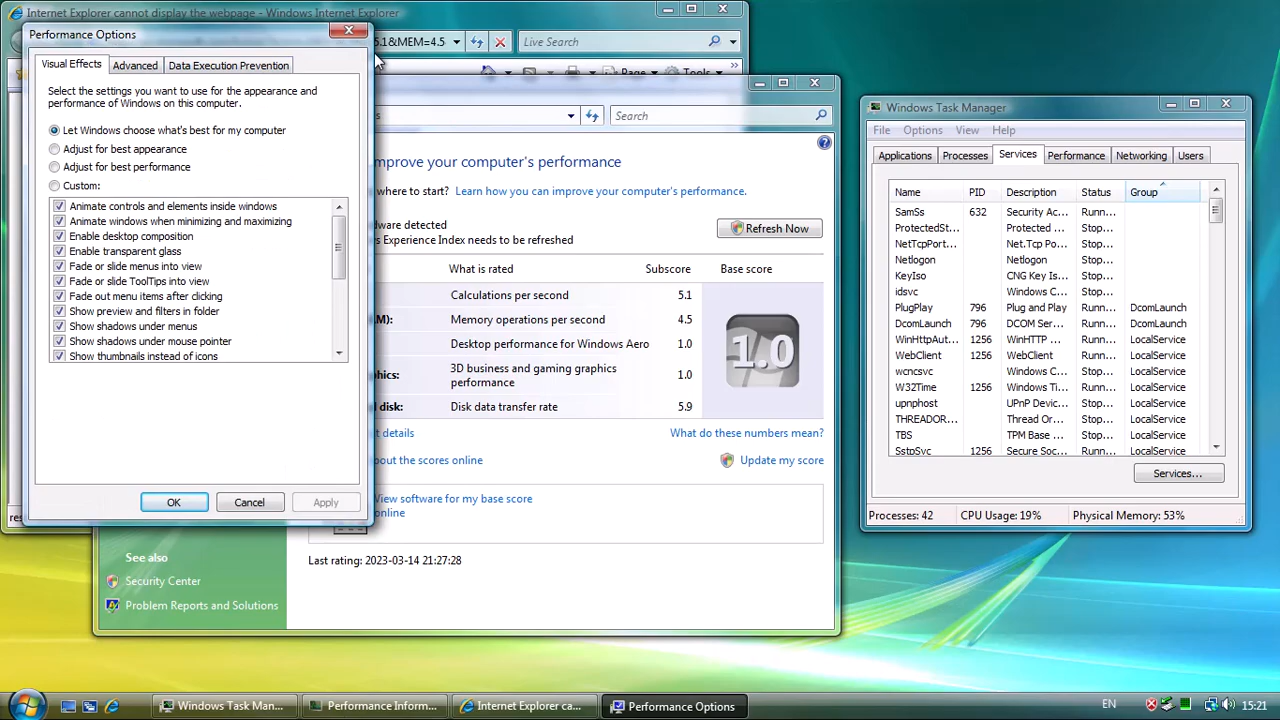 Internet Explorer cannot display the webpage - Windows Internet Explorer
5.1&MEM=4.5
Live Search
Page
Tools
»
Performance Options
Visual Effects
Advanced
Data Execution Prevention
Select the settings you want to use for the appearance and
performance of Windows on this computer.
Let Windows choose what's best for my computer
Adjust for best appearance
Adjust for best performance
Custom:
Animate controls and elements inside windows
Animate windows when minimizing and maximizing
Enable desktop composition
Enable transparent glass
Fade or slide menus into view
Fade or slide ToolTips into view
Fade out menu items after clicking
Show preview and filters in folder
Show shadows under menus
Show shadows under mouse pointer
Show thumbnails instead of icons
OK
Cancel
Apply
res
s
Search
mprove your computer's performance
where to start? Learn how you can improve your computer's performance.
dware detected
s Experience Index needs to be refreshed
Refresh Now
What is rated
Subscore
Base score
Calculations per second
5.1
M):
Memory operations per second
4.5
Desktop performance for Windows Aero
1.0
phics:
3D business and gaming graphics
performance
1.0
d disk:
Disk data transfer rate
5.9
1.0
t details
What do these numbers mean?
bout the scores online
Update my score
View software for my base score
online
Last rating: 2023-03-14 21:27:28
See also
Security Center
Problem Reports and Solutions
Windows Task Manager
File Options View Help
Applications Processes Services Performance Networking Users
Name PID Description Status Group
SamSs 632 Security Ac... Runn...
ProtectedSt... Protected ... Stop...
NetTcpPort... Net.Tcp Po... Stop...
Netlogon Netlogon Stop...
KeyIso CNG Key Is... Stop...
idsvc Windows C... Stop...
PlugPlay 796 Plug and Play Runn... DcomLaunch
DcomLaunch 796 DCOM Ser... Runn... DcomLaunch
WinHttpAut... 1256 WinHTTP ... Runn... LocalService
WebClient 1256 WebClient Runn... LocalService
wcncsvc Windows C... Stop... LocalService
W32Time 1256 Windows Ti... Runn... LocalService
upnphost UPnP Devic... Stop... LocalService
THREADOR... Thread Or... Stop... LocalService
TBS TPM Base ... Stop... LocalService
SstpSvc 1256 Secure Soc... Runn... LocalService
Services...
Processes: 42 CPU Usage: 19% Physical Memory: 53%
Windows Task Man...
Performance Inform...
Internet Explorer ca...
Performance Options
EN
15:21